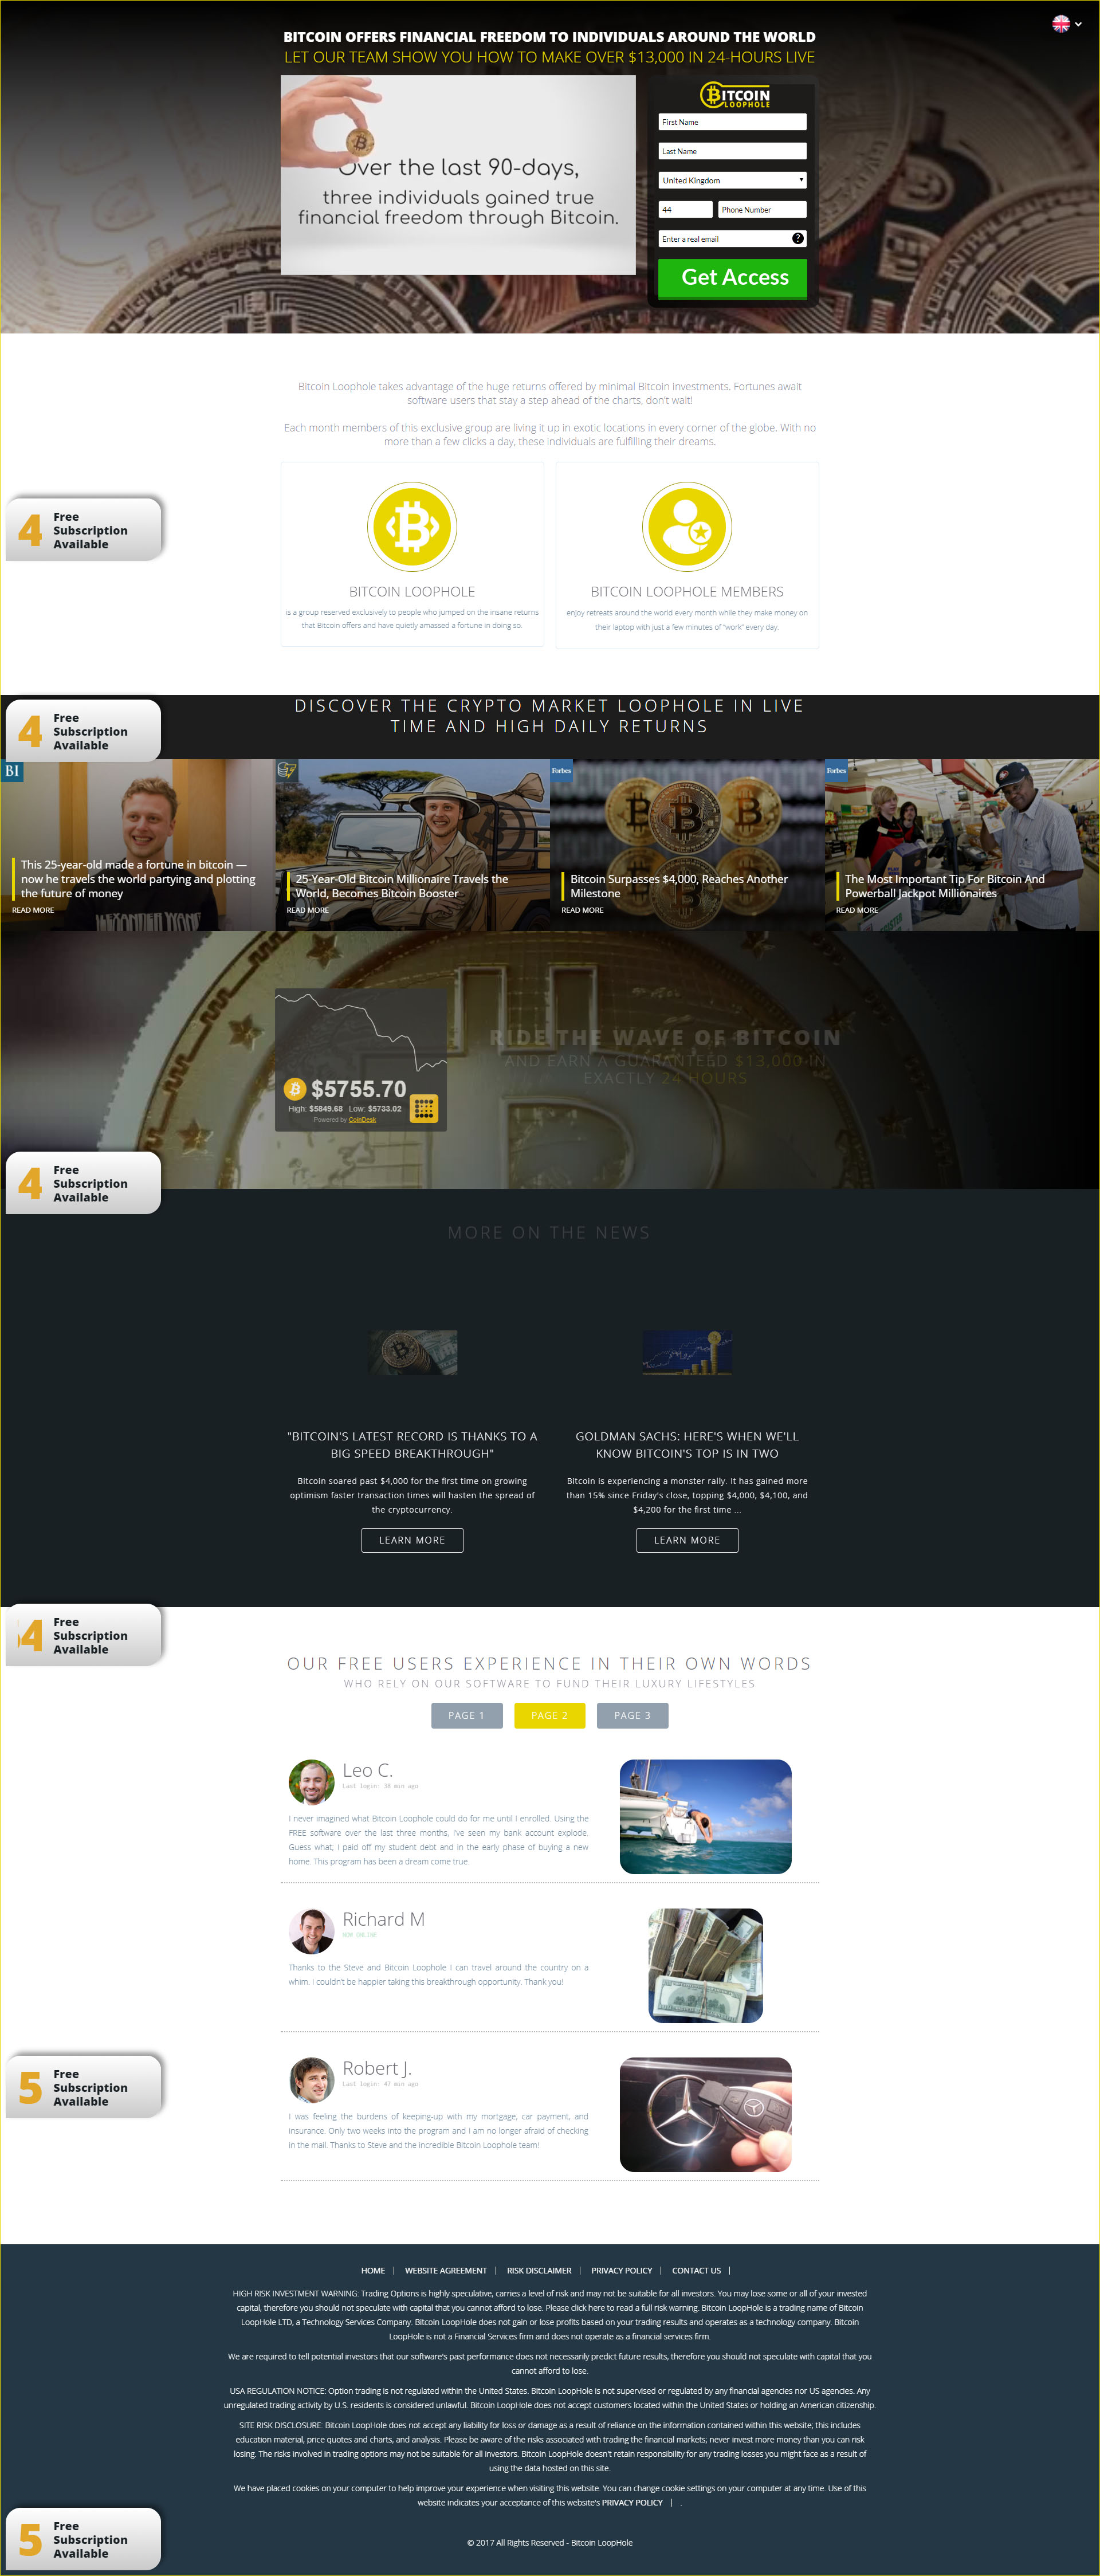 BITCOIN OFFERS FINANCIAL FREEDOM TO INDIVIDUALS AROUND THE WORLD
LET OUR TEAM SHOW YOU HOW TO MAKE OVER $13,000 IN 24-HOURS LIVE
Over the last 90-days,
three individuals gained true
financial freedom through Bitcoin.
BITCOIN
LOOPHOLE
First Name
Last Name
United Kingdom
44
Phone Number
Enter a real email
?
Get Access
Bitcoin Loophole takes advantage of the huge returns offered by minimal Bitcoin investments. Fortunes await
software users that stay a step ahead of the charts, don't wait!
Each month members of this exclusive group are living it up in exotic locations in every corner of the globe. With no
more than a few clicks a day, these individuals are fulfilling their dreams.
4
Free
Subscription
Available
BITCOIN LOOPHOLE
is a group reserved exclusively to people who jumped on the insane returns
that Bitcoin offers and have quietly amassed a fortune in doing so.
BITCOIN LOOPHOLE MEMBERS
enjoy retreats around the world every month while they make money on
their laptop with just a few minutes of "work" every day.
4
Free
Subscription
Available
DISCOVER THE CRYPTO MARKET LOOPHOLE IN LIVE
TIME AND HIGH DAILY RETURNS
BI
This 25-year-old made a fortune in bitcoin —
now he travels the world partying and plotting
the future of money
READ MORE
25-Year-Old Bitcoin Millionaire Travels the
World, Becomes Bitcoin Booster
READ MORE
Forbes
Bitcoin Surpasses $4,000, Reaches Another
Milestone
READ MORE
Forbes
The Most Important Tip For Bitcoin And
Powerball Jackpot Millionaires
READ MORE
$5755.70
High: $5849.68 Low: $5733.02
Powered by CoinDesk
RIDE THE WAVE OF BITCOIN
AND EARN A GUARANTEED $13,000 IN
EXACTLY 24 HOURS
4
Free
Subscription
Available
MORE ON THE NEWS
"BITCOIN'S LATEST RECORD IS THANKS TO A
BIG SPEED BREAKTHROUGH"
Bitcoin soared past $4,000 for the first time on growing
optimism faster transaction times will hasten the spread of
the cryptocurrency.
LEARN MORE
GOLDMAN SACHS: HERE'S WHEN WE'LL
KNOW BITCOIN'S TOP IS IN TWO
Bitcoin is experiencing a monster rally. It has gained more
than 15% since Friday's close, topping $4,000, $4,100, and
$4,200 for the first time ...
LEARN MORE
4
Free
Subscription
Available
OUR FREE USERS EXPERIENCE IN THEIR OWN WORDS
WHO RELY ON OUR SOFTWARE TO FUND THEIR LUXURY LIFESTYLES
PAGE 1
PAGE 2
PAGE 3
Leo C.
Last login: 38 min ago
I never imagined what Bitcoin Loophole could do for me until I enrolled. Using the
FREE software over the last three months, I've seen my bank account explode.
Guess what; I paid off my student debt and in the early phase of buying a new
home. This program has been a dream come true.
Richard M
NOW ONLINE
Thanks to the Steve and Bitcoin Loophole I can travel around the country on a
whim. I couldn't be happier taking this breakthrough opportunity. Thank you!
5
Free
Subscription
Available
Robert J.
Last login: 47 min ago
I was feeling the burdens of keeping-up with my mortgage, car payment, and
insurance. Only two weeks into the program and I am no longer afraid of checking
in the mail. Thanks to Steve and the incredible Bitcoin Loophole team!
HOME | WEBSITE AGREEMENT | RISK DISCLAIMER | PRIVACY POLICY | CONTACT US |
HIGH RISK INVESTMENT WARNING: Trading Options is highly speculative, carries a level of risk and may not be suitable for all investors. You may lose some or all of your invested
capital, therefore you should not speculate with capital that you cannot afford to lose. Please click here to read a full risk warning. Bitcoin LoopHole is a trading name of Bitcoin
LoopHole LTD, a Technology Services Company. Bitcoin LoopHole does not gain or lose profits based on your trading results and operates as a technology company. Bitcoin
LoopHole is not a Financial Services firm and does not operate as a financial services firm.
We are required to tell potential investors that our software's past performance does not necessarily predict future results, therefore you should not speculate with capital that you
cannot afford to lose.
USA REGULATION NOTICE: Option trading is not regulated within the United States. Bitcoin LoopHole is not supervised or regulated by any financial agencies nor US agencies. Any
unregulated trading activity by U.S. residents is considered unlawful. Bitcoin LoopHole does not accept customers located within the United States or holding an American citizenship.
SITE RISK DISCLOSURE: Bitcoin LoopHole does not accept any liability for loss or damage as a result of reliance on the information contained within this website; this includes
education material, price quotes and charts, and analysis. Please be aware of the risks associated with trading the financial markets; never invest more money than you can risk
losing. The risks involved in trading options may not be suitable for all investors. Bitcoin LoopHole doesn't retain responsibility for any trading losses you might face as a result of
using the data hosted on this site.
We have placed cookies on your computer to help improve your experience when visiting this website. You can change cookie settings on your computer at any time. Use of this
website indicates your acceptance of this website's PRIVACY POLICY | .
5
Free
Subscription
Available
© 2017 All Rights Reserved - Bitcoin LoopHole